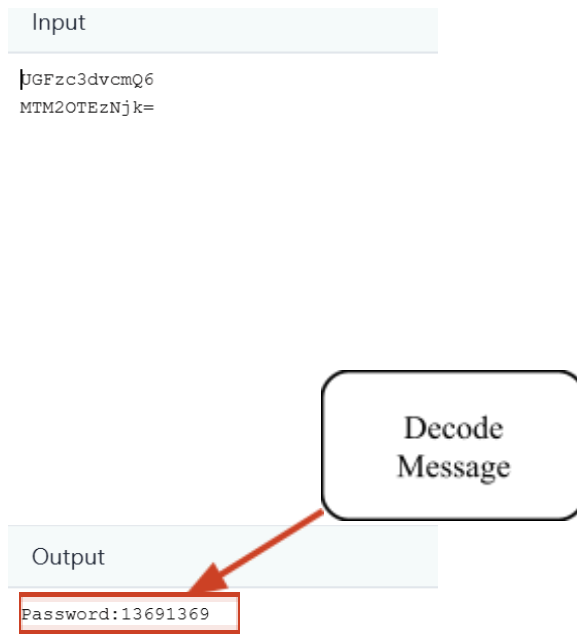 Input
UGFzc3dvcmQ6
MTM2OTEzNjk=
Decode
Message
Output
Password:13691369